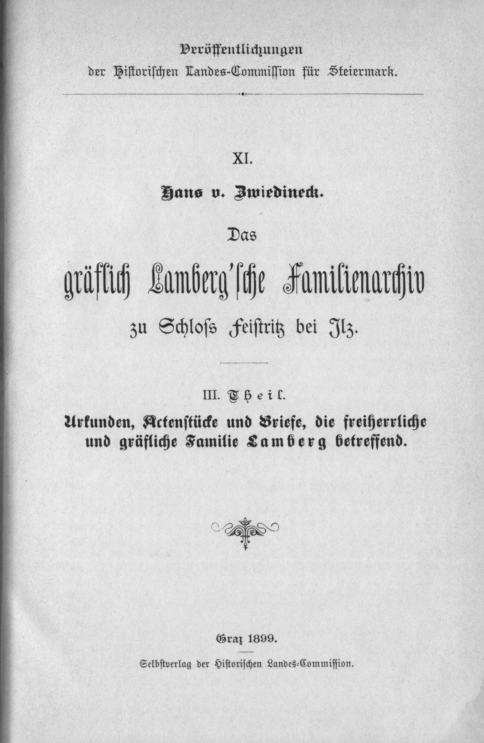 Veröffentlichungen
der Historischen Landes-Commission für Steiermark.
XI.
Hans v. Zwiedineck.
Das
gräflich Lamberg'sche Familienarchiv
zu Schloss Feistritz bei Ilz.
III. Theil.
Urkunden, Actenstücke und Briefe, die freiherrliche
und gräfliche Familie Lamberg betreffend.
Graz 1899.
Selbstverlag der Historischen Landes-Commission.